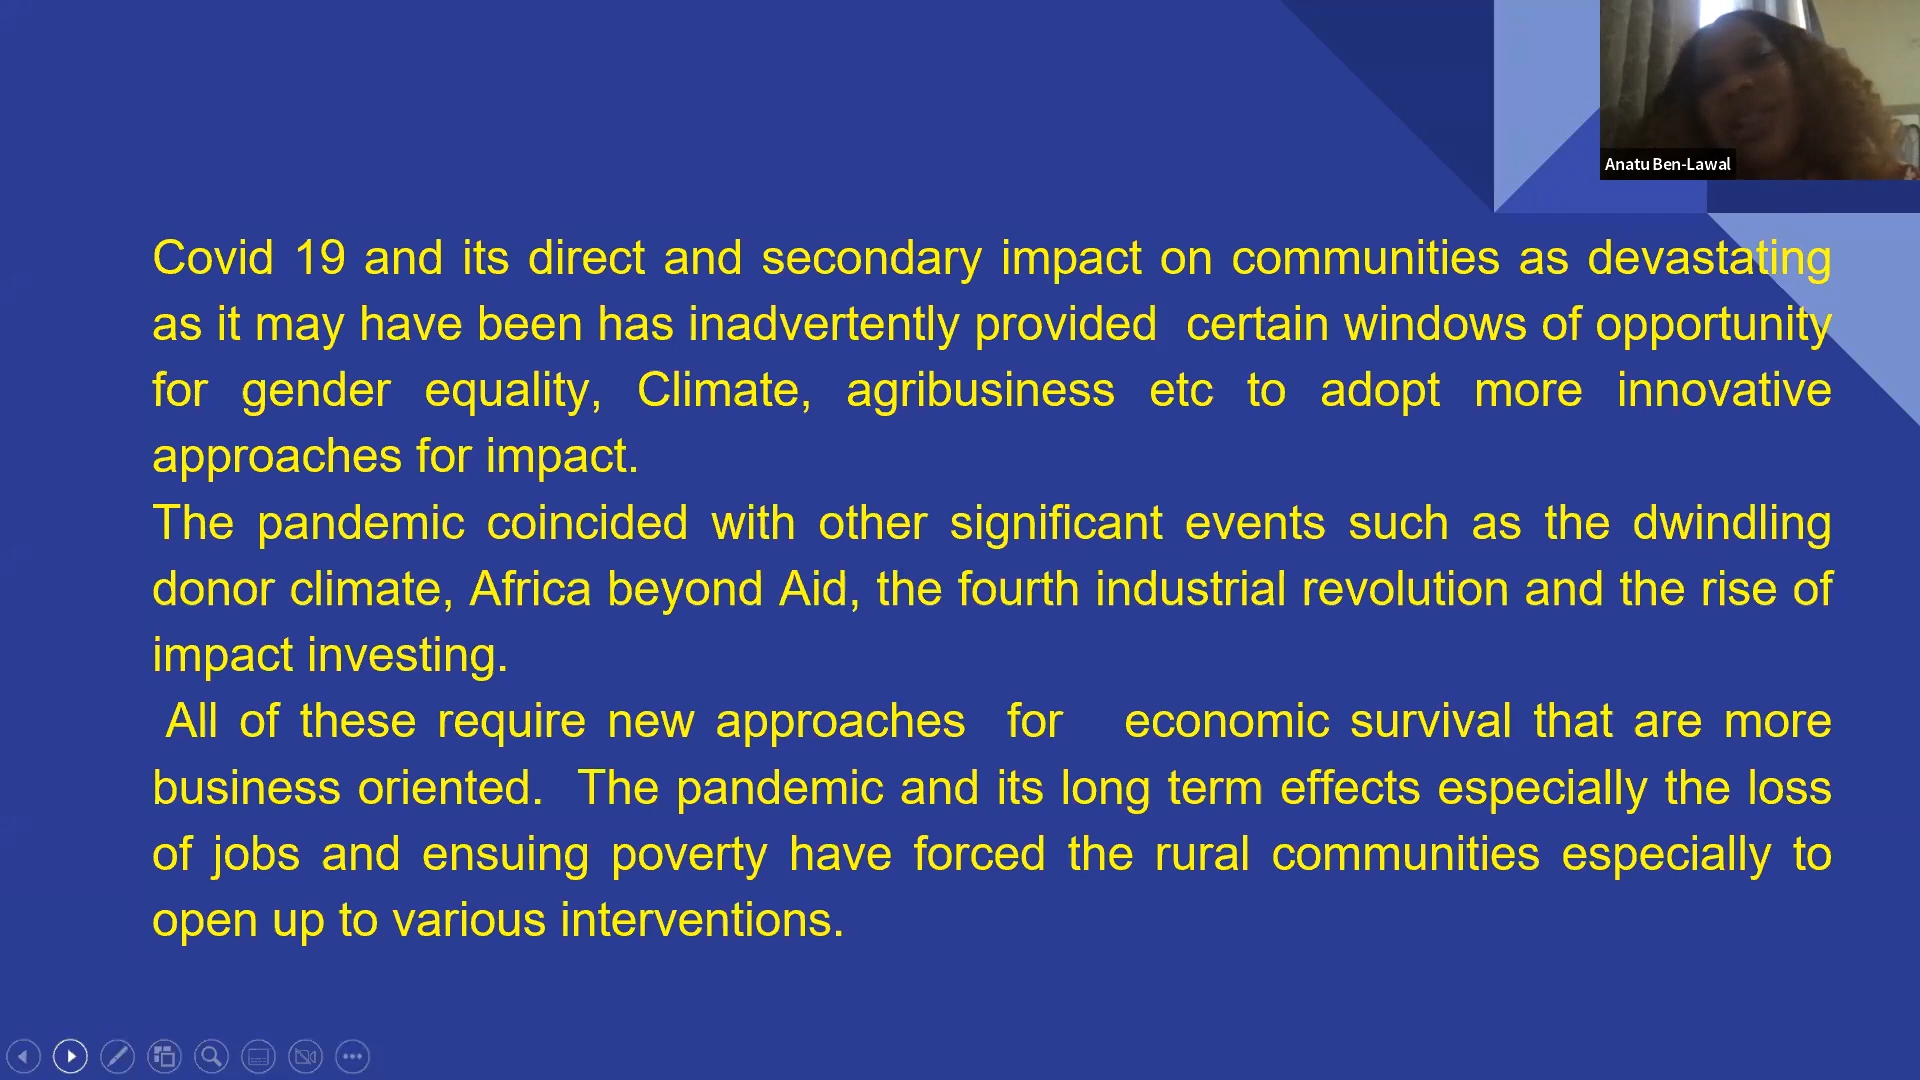 Anatu Ben-Lawal
Covid 19 and its direct and secondary impact on communities as devastating
as it may have been has inadvertently provided  certain windows of opportunity
for gender equality, Climate, agribusiness etc to adopt more innovative
approaches for impact.
The pandemic coincided with other significant events such as the dwindling
donor climate, Africa beyond Aid, the fourth industrial revolution and the rise of
impact investing.
All of these require new approaches  for   economic survival that are more
business oriented.  The pandemic and its long term effects especially the loss
of jobs and ensuing poverty have forced the rural communities especially to
open up to various interventions.